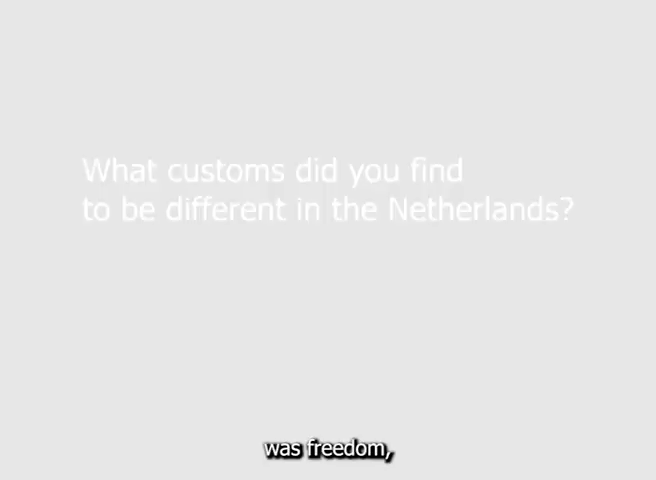 What customs did you find
to be different in the Netherlands?
was freedom,